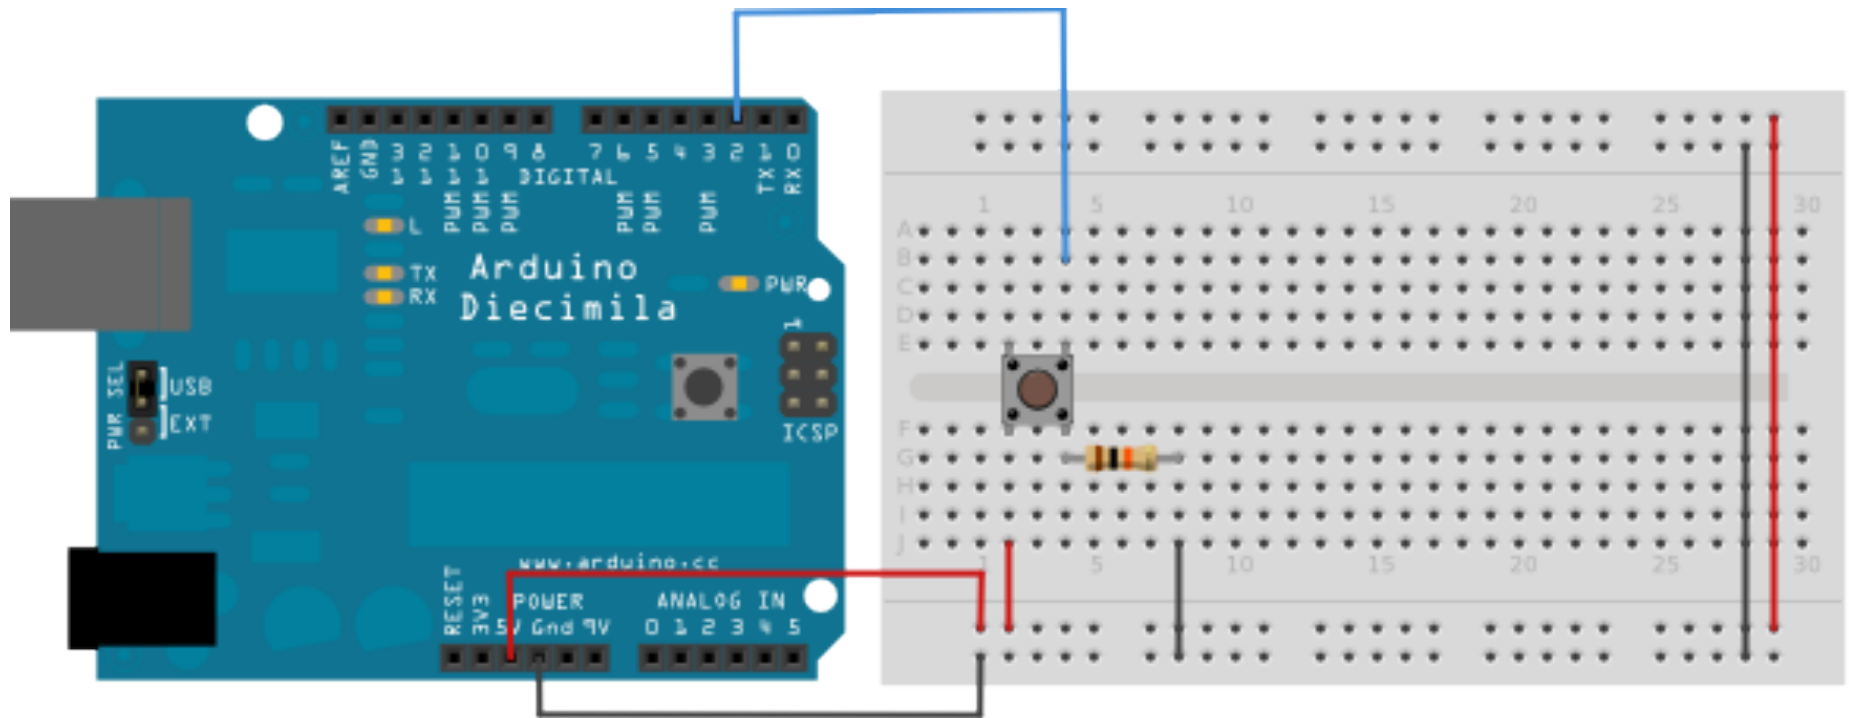 AREF
GND
13
12
11
10
9
8
7
6
5
4
3
2
1
0
DIGITAL
TX
RX
PWM
PWM
PWM
PWM
PWM
PWM
L
TX
RX
Arduino
Diecimila
PWR
1
ICSP
PWR SEL
USB
EXT
www.arduino.cc
RESET
3V3
POWER
5V Gnd 9V
ANALOG IN
0 1 2 3 4 5
1 5 10 15 20 25 30
A
B
C
D
E
F
G
H
I
J
1 5 10 15 20 25 30